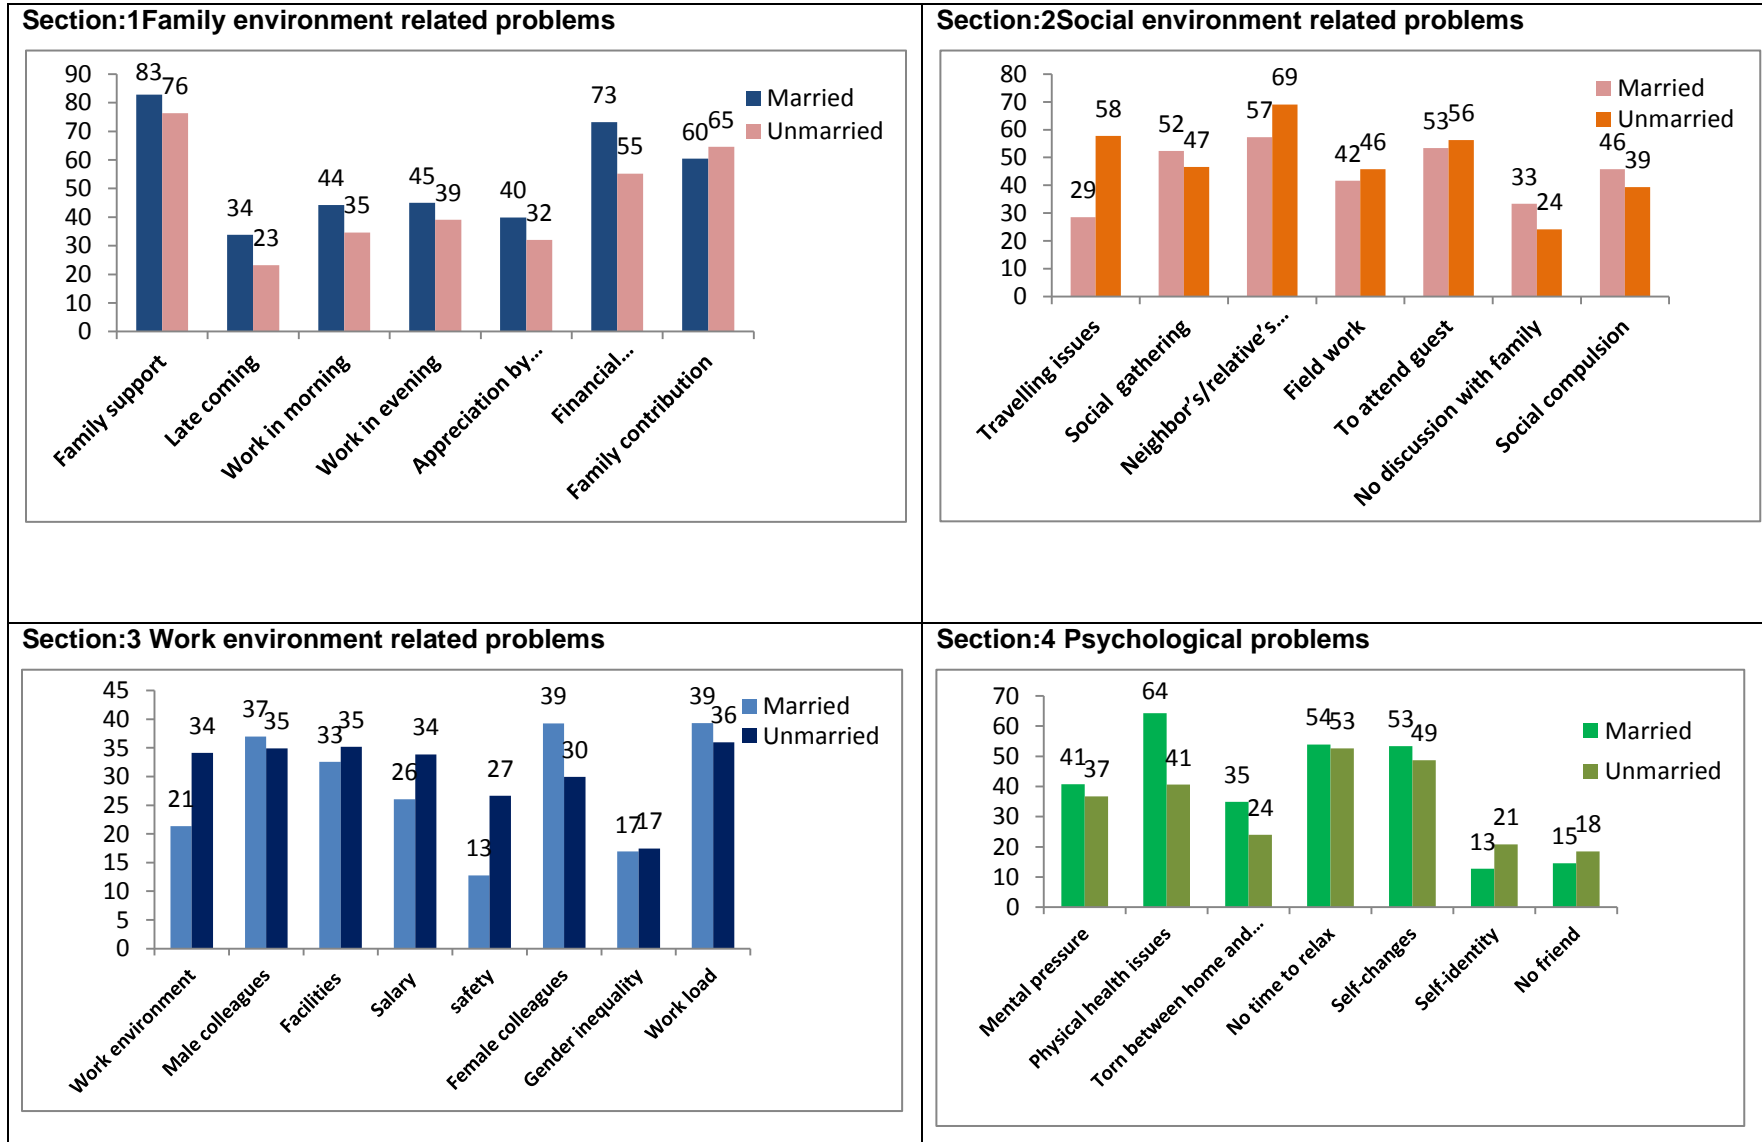 Section:1Family environment related problems
90
80
70
60
50
40
30
20
10
0
83
76
34
23
44
35
45
39
40
32
73
55
60
65
Married
Unmarried
Family support
Late coming
Work in morning
Work in evening
Appreciation by...
Financial...
Family contribution
Section:2Social environment related problems
80
70
60
50
40
30
20
10
0
29
58
52
47
57
69
42
46
53
56
33
24
46
39
Married
Unmarried
Travelling issues
Social gathering
Neighbor's/relative's...
Field work
To attend guest
No discussion with family
Social compulsion
Section:3 Work environment related problems
45
40
35
30
25
20
15
10
5
0
21
34
37
35
33
35
26
34
13
27
39
30
17
17
39
36
Married
Unmarried
Work environment
Male colleagues
Facilities
Salary
safety
Female colleagues
Gender inequality
Work load
Section:4 Psychological problems
70
60
50
40
30
20
10
0
41
37
64
41
35
24
54
53
53
49
13
21
15
18
Married
Unmarried
Mental pressure
Physical health issues
Torn between home and...
No time to relax
Self-changes
Self-identity
No friend